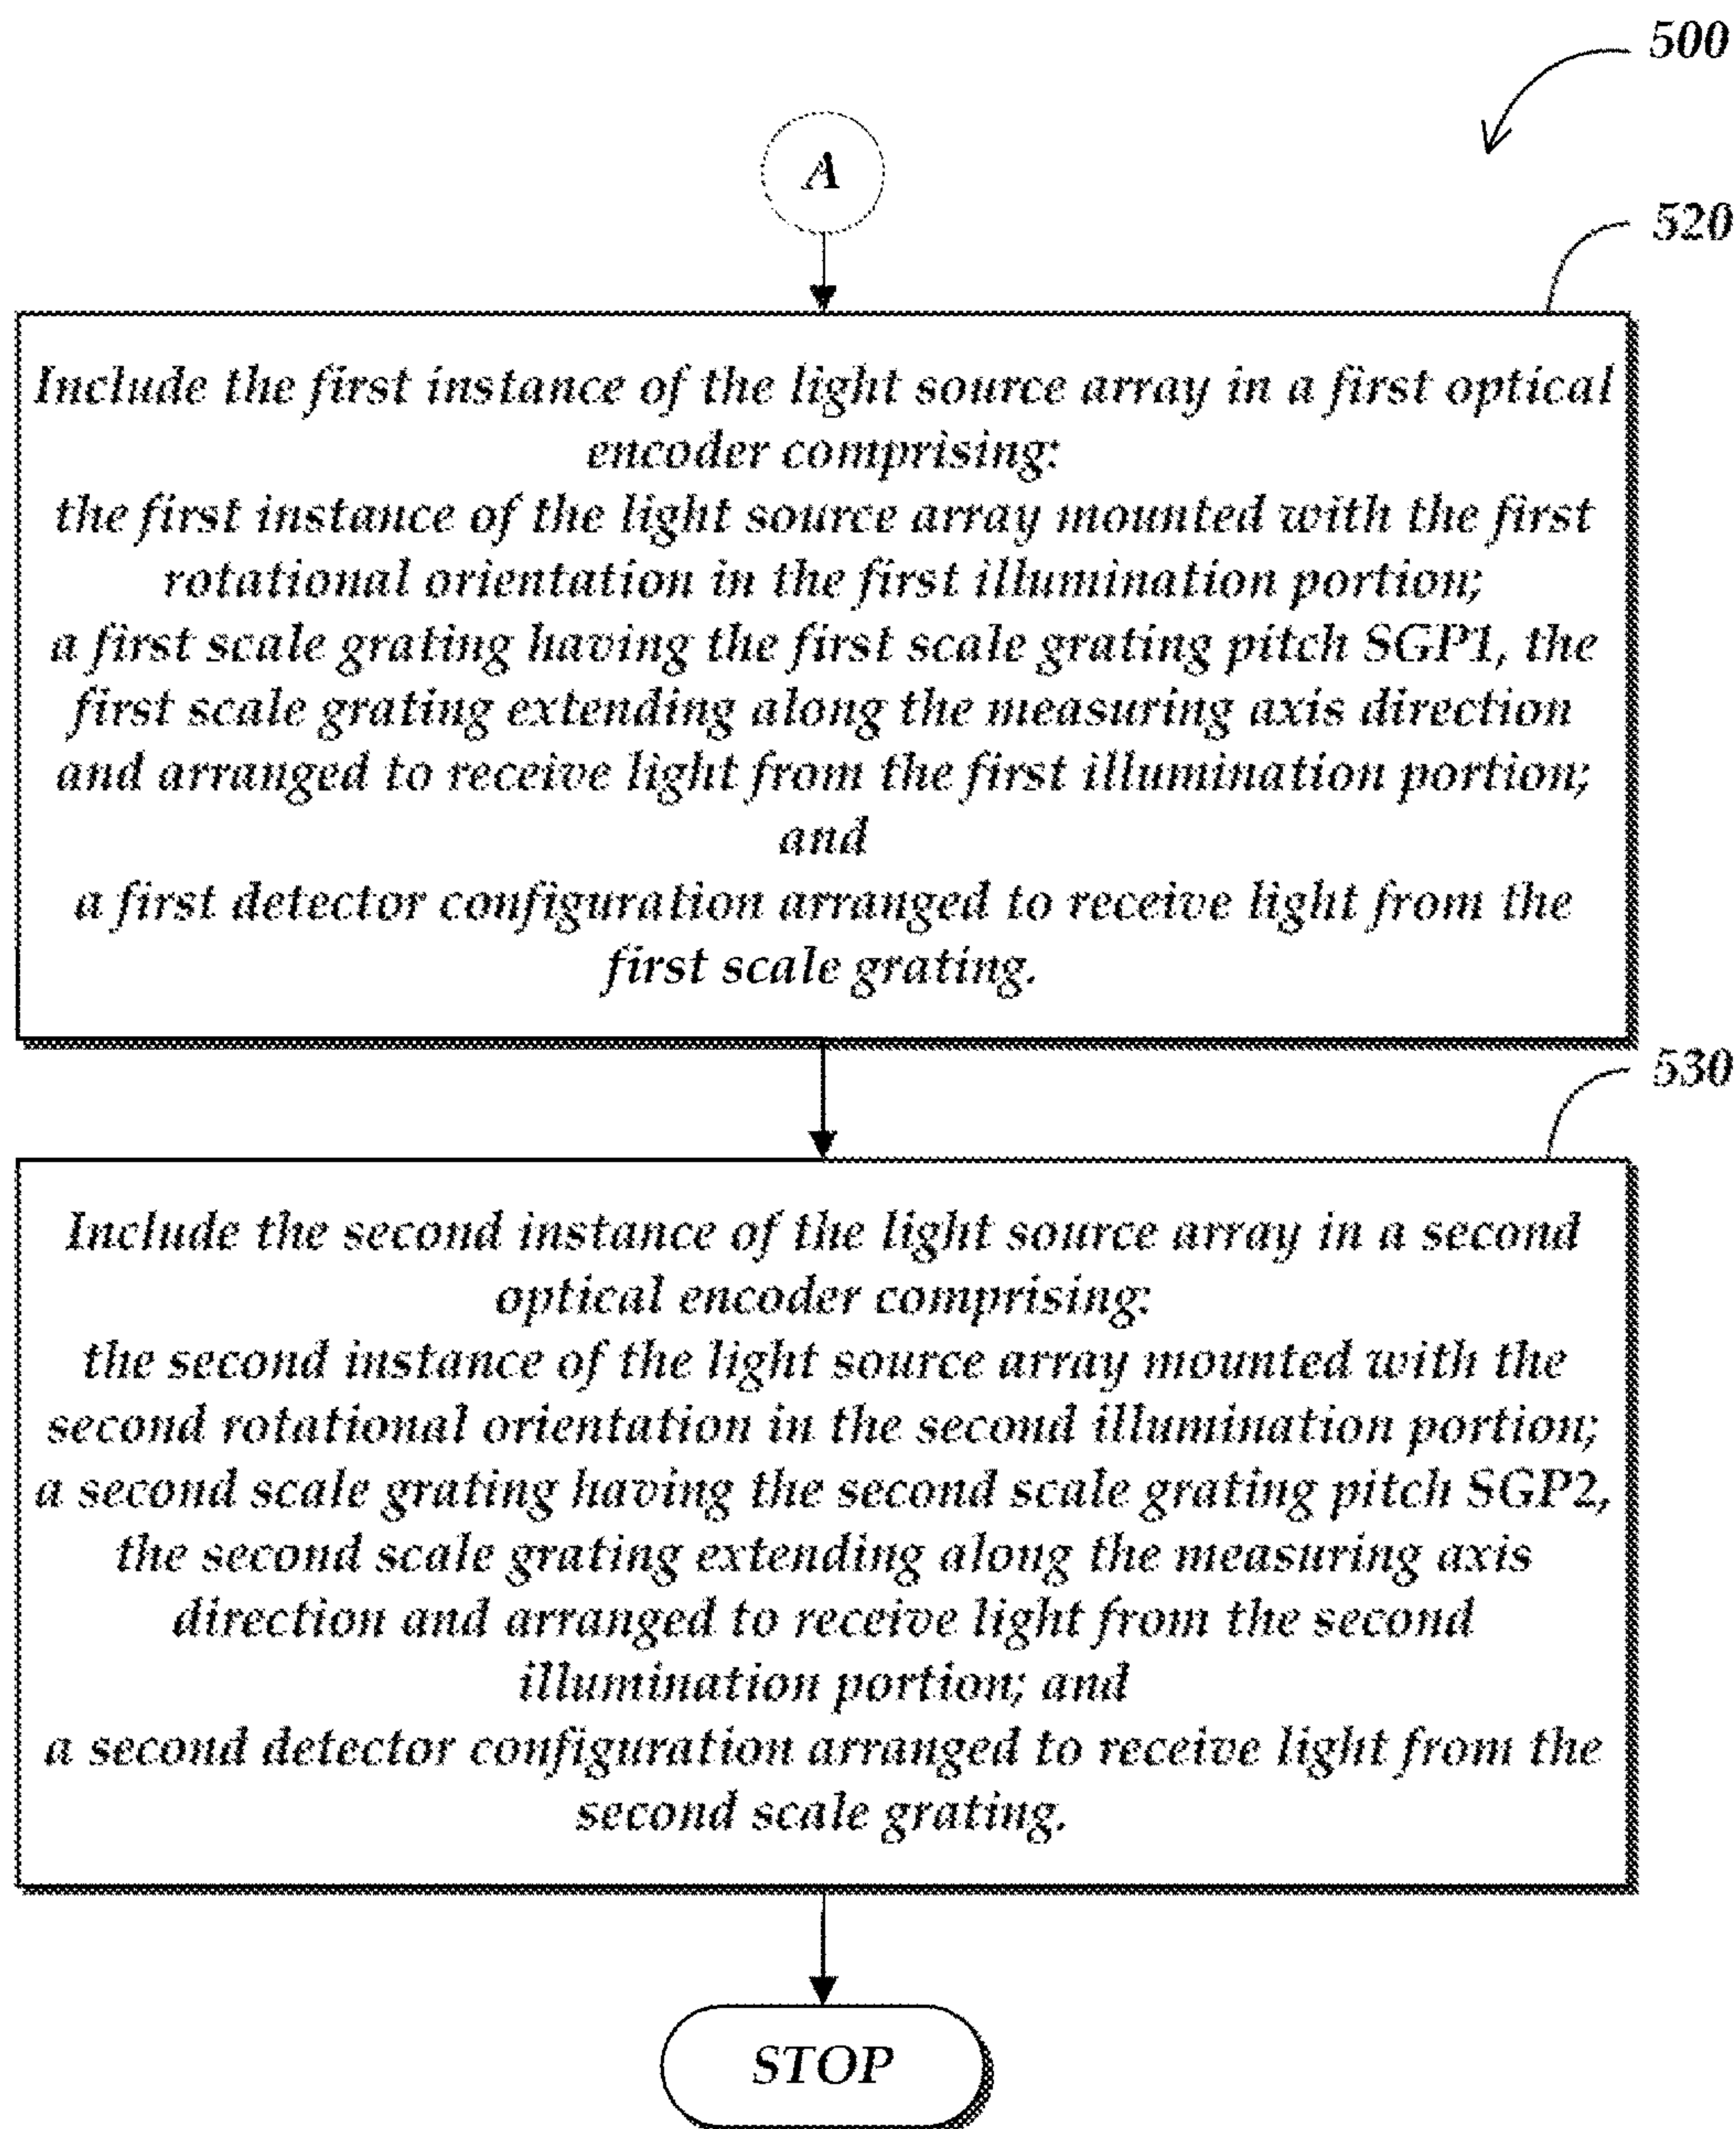 500
A
520
Include the first instance of the light source array in a first optical
encoder comprising:
the first instance of the light source array mounted with the first
rotational orientation in the first illumination portion;
a first scale grating having the first scale grating pitch SGP1, the
first scale grating extending along the measuring axis direction
and arranged to receive light from the first illumination portion;
and
a first detector configuration arranged to receive light from the
first scale grating.
530
Include the second instance of the light source array in a second
optical encoder comprising:
the second instance of the light source array mounted with the
second rotational orientation in the second illumination portion;
a second scale grating having the second scale grating pitch SGP2,
the second scale grating extending along the measuring axis
direction and arranged to receive light from the second
illumination portion; and
a second detector configuration arranged to receive light from the
second scale grating.
STOP